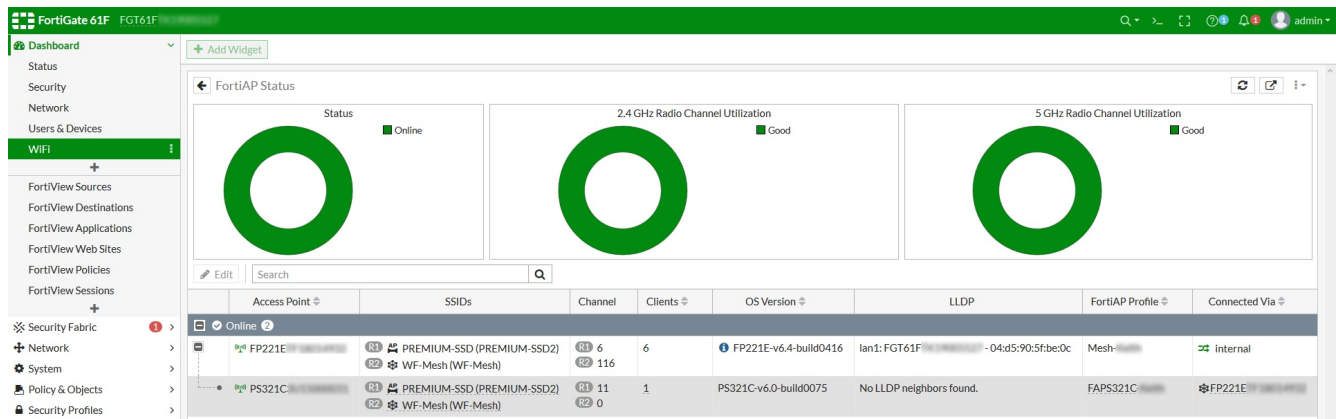 FortiGate 61F FGT61F
admin
Dashboard
Status
Security
Network
Users & Devices
WiFi
FortiView Sources
FortiView Destinations
FortiView Applications
FortiView Web Sites
FortiView Policies
FortiView Sessions
Security Fabric 1
Network
System
Policy & Objects
Security Profiles
+ Add Widget
FortiAP Status
Status
Online
2.4 GHz Radio Channel Utilization
Good
5 GHz Radio Channel Utilization
Good
Edit Search
Access Point SSIDs Channel Clients OS Version LLDP FortiAP Profile Connected Via
Online 2
FP221E R1 PREMIUM-SSD (PREMIUM-SSD2) R1 6 6 FP221E-v6.4-build0416 lan1: FGT61F - 04:d5:90:5f:be:0c Mesh- internal
R2 WF-Mesh (WF-Mesh) R2 116
PS321C R1 PREMIUM-SSD (PREMIUM-SSD2) R1 11 1 PS321C-v6.0-build0075 No LLDP neighbors found. FAPS321C FP221E
R2 WF-Mesh (WF-Mesh) R2 0